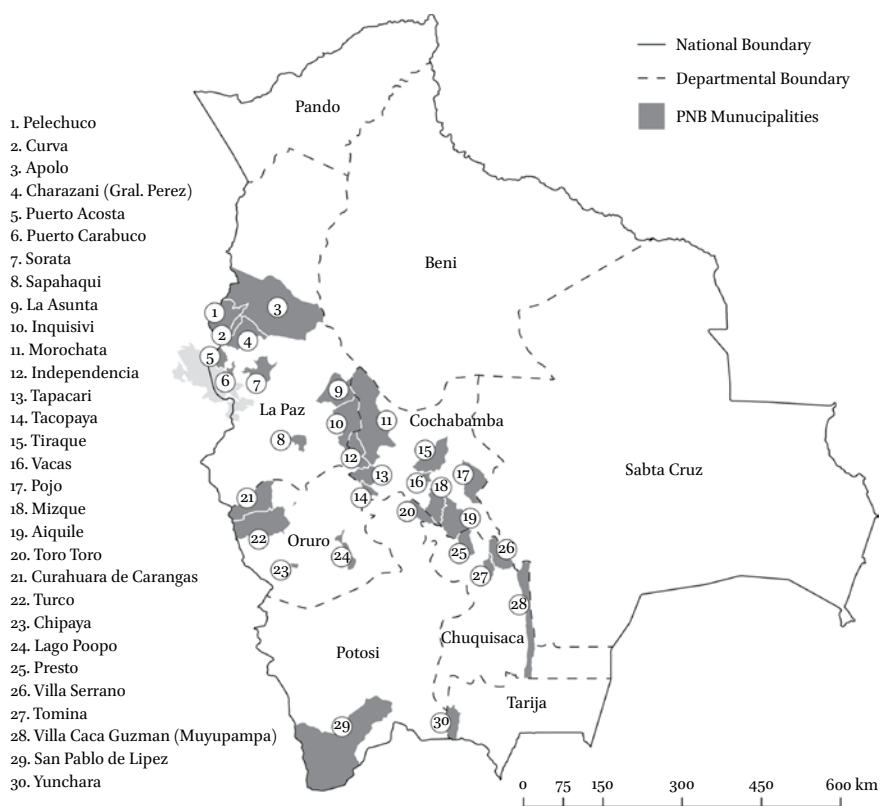 National Boundary
Departmental Boundary
PNB Munucipalities
1. Pelechuco
2. Curva
3. Apolo
4. Charazani (Gral. Perez)
5. Puerto Acosta
6. Puerto Carabuco
7. Sorata
8. Sapahaqui
9. La Asunta
10. Inquisivi
11. Morochata
12. Independencia
13. Tapacari
14. Tacopaya
15. Tiraque
16. Vacas
17. Pojo
18. Mizque
19. Aiquile
20. Toro Toro
21. Curahuara de Carangas
22. Turco
23. Chipaya
24. Lago Poopo
25. Presto
26. Villa Serrano
27. Tomina
28. Villa Caca Guzman (Muyupampa)
29. San Pablo de Lipez
30. Yunchara
Pando
Beni
1
3
2
4
5
6
7
9
La Paz
10
11
Cochabamba
8
15
12
13
17
Sabta Cruz
16
18
14
21
20
19
22
Oruro
24
25
26
23
27
28
Chuquisaca
Potosi
Tarija
29
30
0 75 150 300 450 600 km